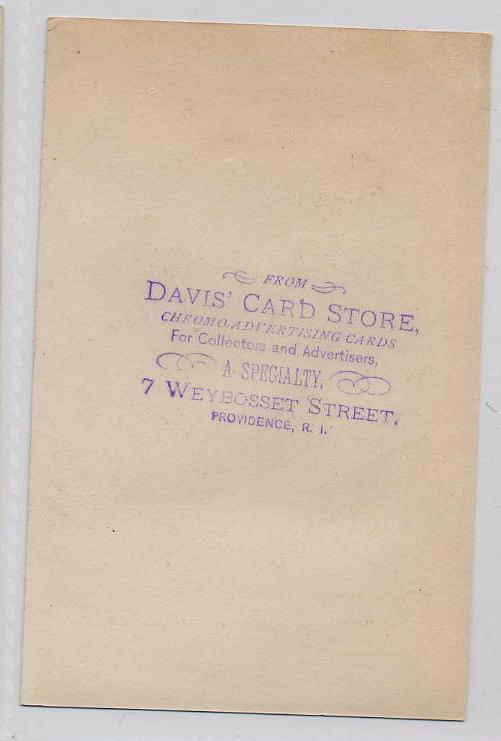 FROM
DAVIS' CARD STORE,
CHROMO ADVERTISING CARDS
For Collectors and Advertisers,
A SPECIALTY.
7 WEYBOSSET STREET,
PROVIDENCE, R. I.